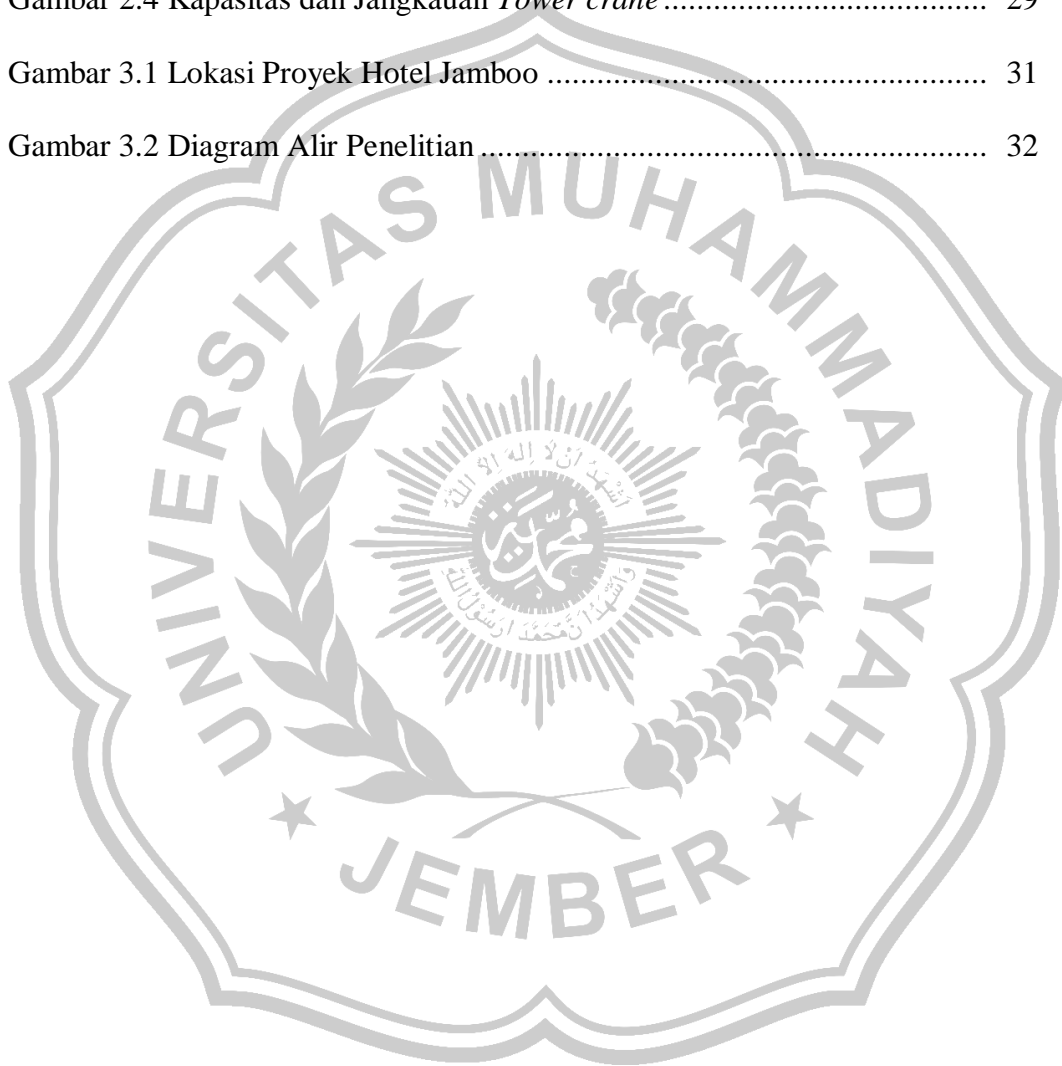 Gambar 2.4 Kapasitas dan Jangkauan Tower crane ........................................ 29
Gambar 3.1 Lokasi Proyek Hotel Jamboo ...................................................... 31
Gambar 3.2 Diagram Alir Penelitian .............................................................. 32
UNIVERSITAS MUHAMMADIYAH
JEMBER